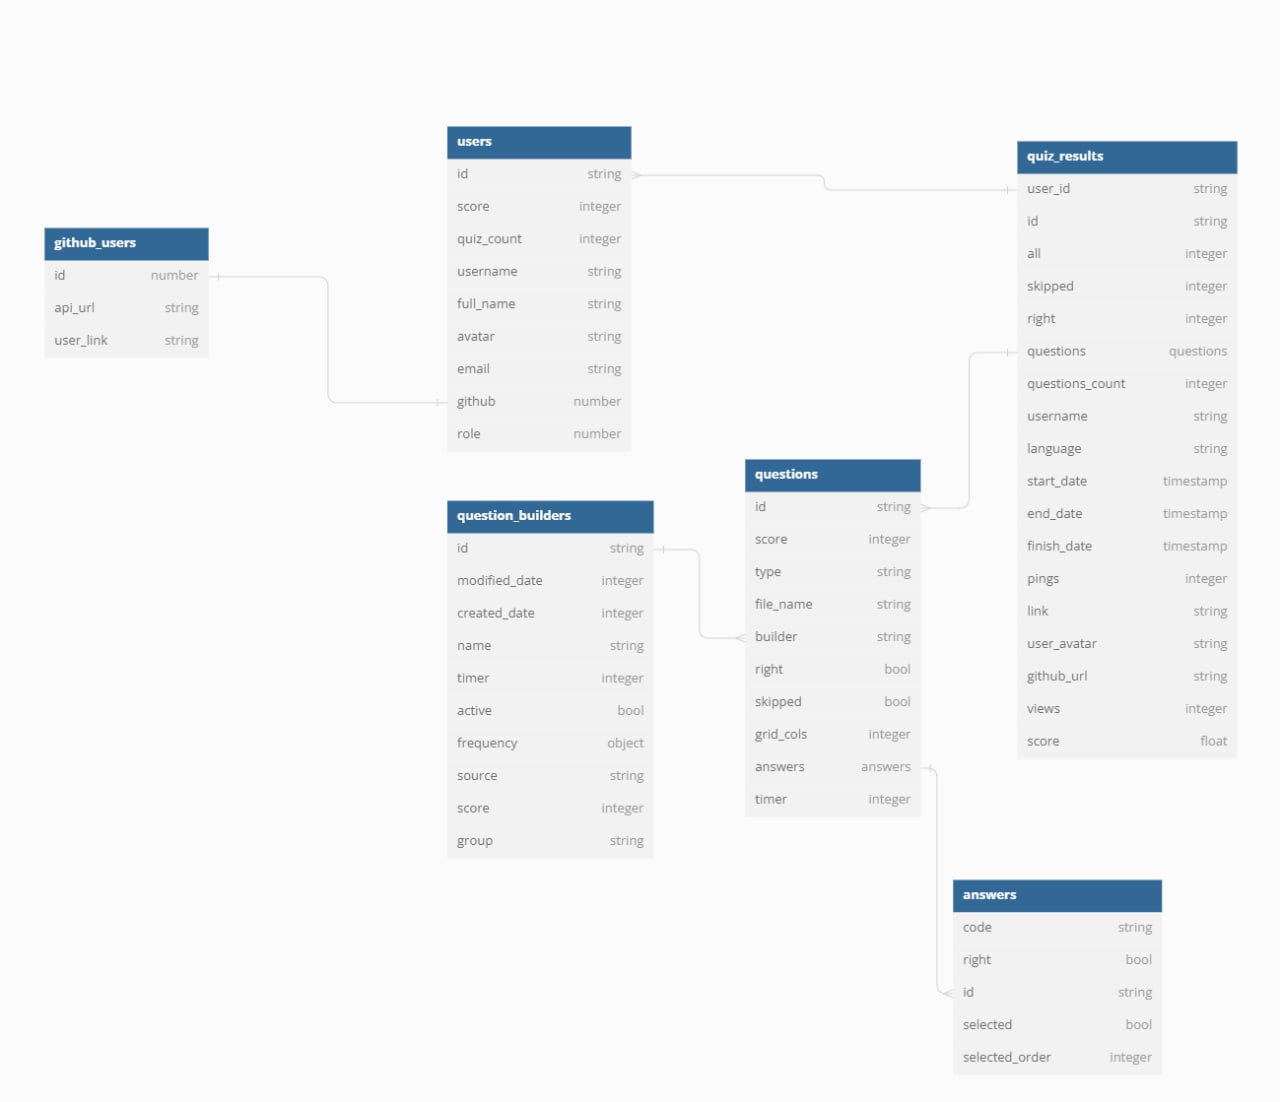 users
id string
score integer
quiz_count integer
username string
full_name string
avatar string
email string
github number
role number
quiz_results
user_id string
id string
all integer
skipped integer
right integer
questions questions
questions_count integer
username string
language string
start_date timestamp
end_date timestamp
finish_date timestamp
pings integer
link string
user_avatar string
github_url string
views integer
score float
github_users
id number
api_url string
user_link string
questions
id string
score integer
type string
file_name string
builder string
right bool
skipped bool
grid_cols integer
answers answers
timer integer
question_builders
id string
modified_date integer
created_date integer
name string
timer integer
active bool
frequency object
source string
score integer
group string
answers
code string
right bool
id string
selected bool
selected_order integer